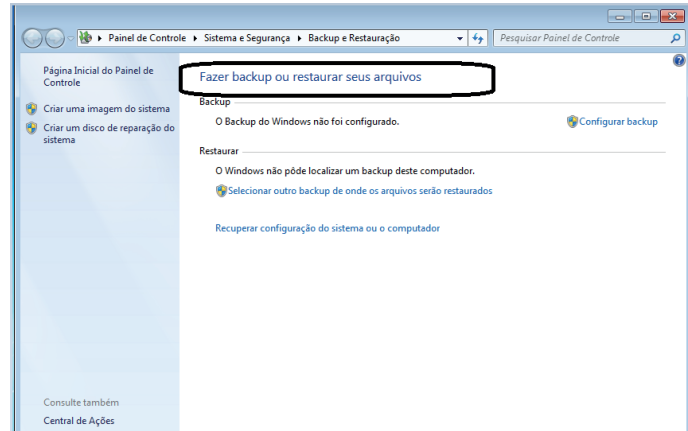 Painel de Controle Sistema e Segurança Backup e Restauração Pesquisar Painel de Controle
Página Inicial do Painel de
Controle
Criar uma imagem do sistema
Criar um disco de reparação do
sistema
Fazer backup ou restaurar seus arquivos
Backup
O Backup do Windows não foi configurado. Configurar backup
Restaurar
O Windows não pôde localizar um backup deste computador.
Selecionar outro backup de onde os arquivos serão restaurados
Recuperar configuração do sistema ou o computador
Consulte também
Central de Ações